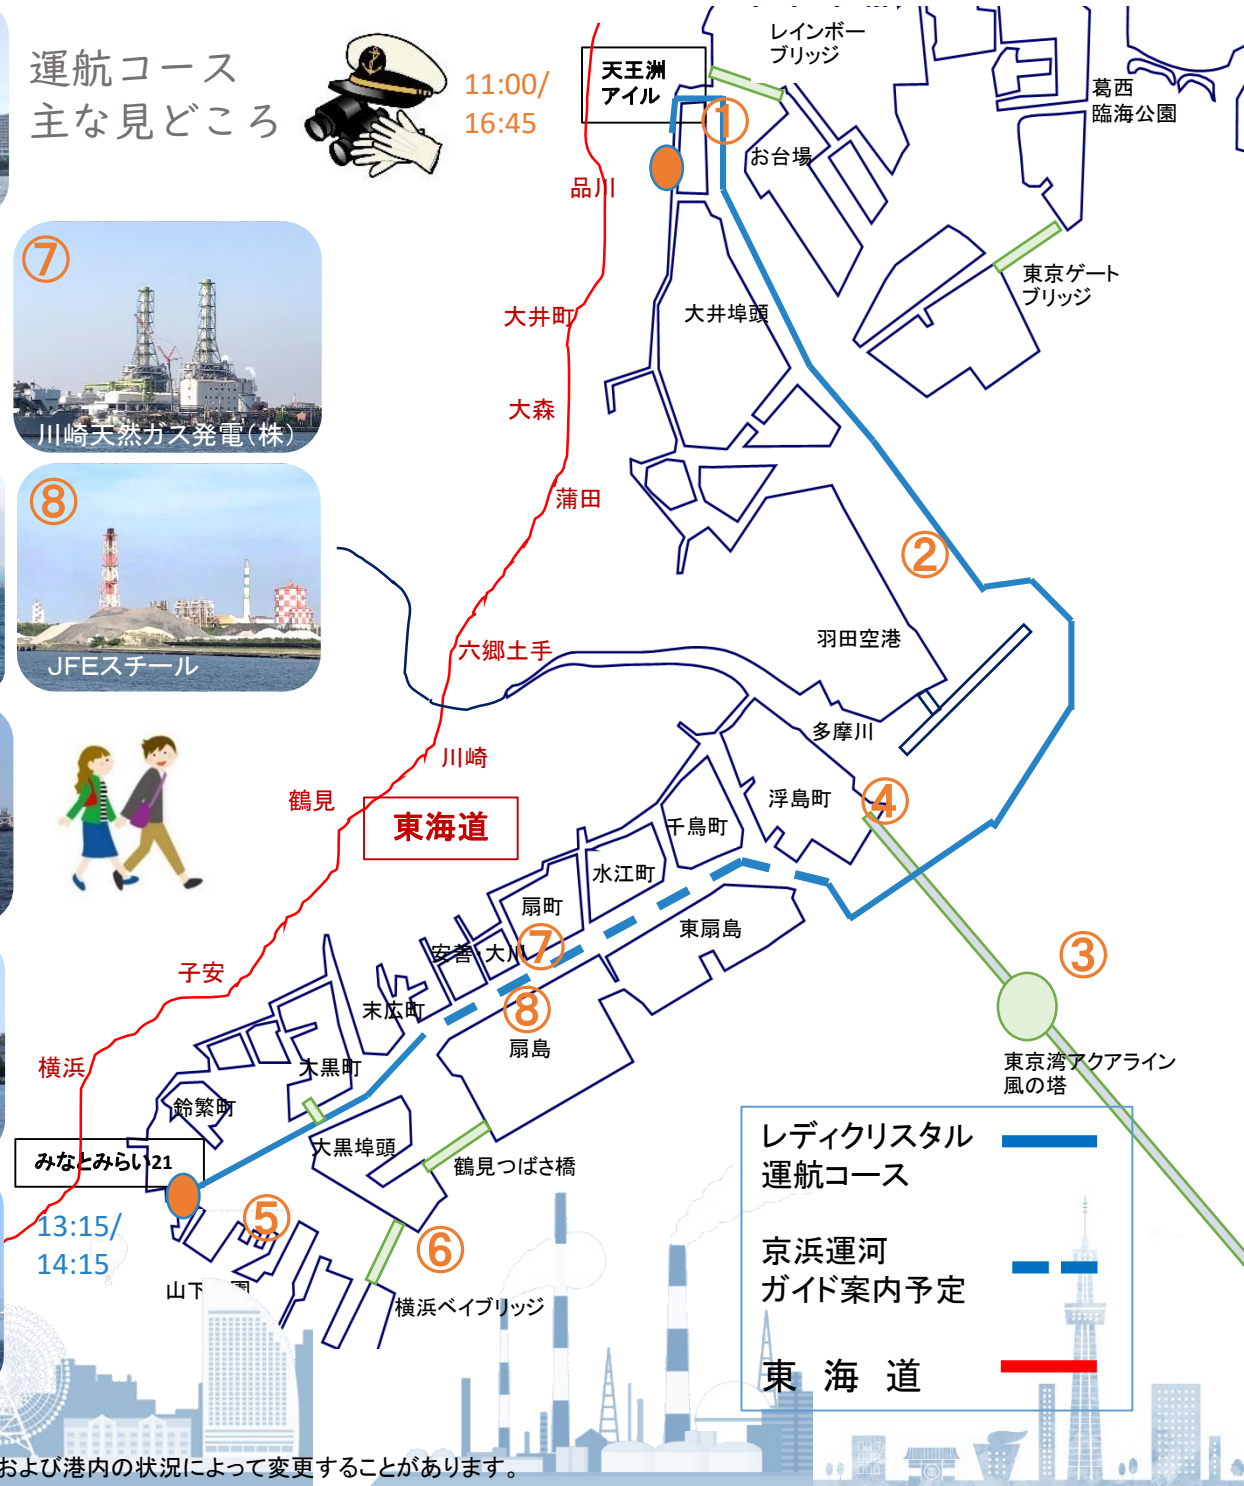 運航コース
主な見どころ
11:00/
16:45
天王洲
アイル
レインボー
ブリッジ
葛西
臨海公園
①
お台場
品川
東京ゲート
ブリッジ
大井町
大井埠頭
⑦
川崎天然ガス発電(株)
大森
蒲田
⑧
JFEスチール
②
羽田空港
六郷土手
多摩川
川崎
鶴見
東海道
浮島町
④
千鳥町
水江町
扇町
東扇島
安善・大川
⑦
③
子安
末広町
⑧
扇島
東京湾アクアライン
風の塔
横浜
大黒町
鈴繁町
大黒埠頭
みなとみらい21
鶴見つばさ橋
13:15/
14:15
⑤
⑥
山下
園
横浜ベイブリッジ
レディクリスタル
運航コース
京浜運河
ガイド案内予定
東 海 道
および港内の状況によって変更することがあります。